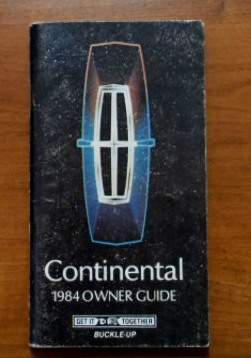 Continental
1984 OWNER GUIDE
GET IT TOGETHER
BUCKLE-UP